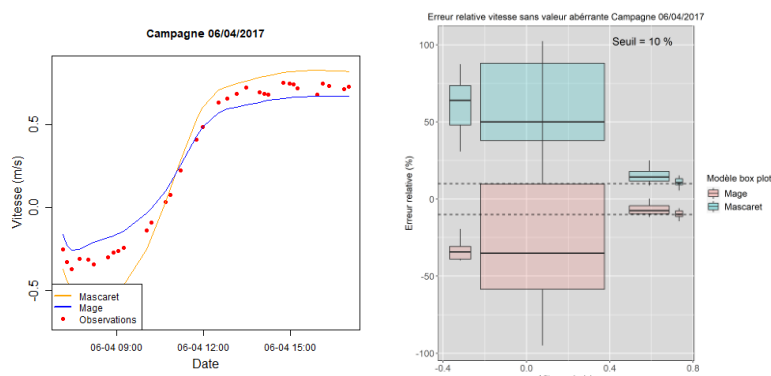 Campagne 06/04/2017
Vitesse (m/s)
0.5
0.0
-0.5
Mascaret
Mage
Observations
06-04 09:00
06-04 12:00
06-04 15:00
Date
Erreur relative vitesse sans valeur abérrante Campagne 06/04/2017
Seuil = 10 %
Erreur relative (%)
100
50
0
-50
-100
-0.4
0.0
0.4
0.8
Modèle box plot
Mage
Mascaret